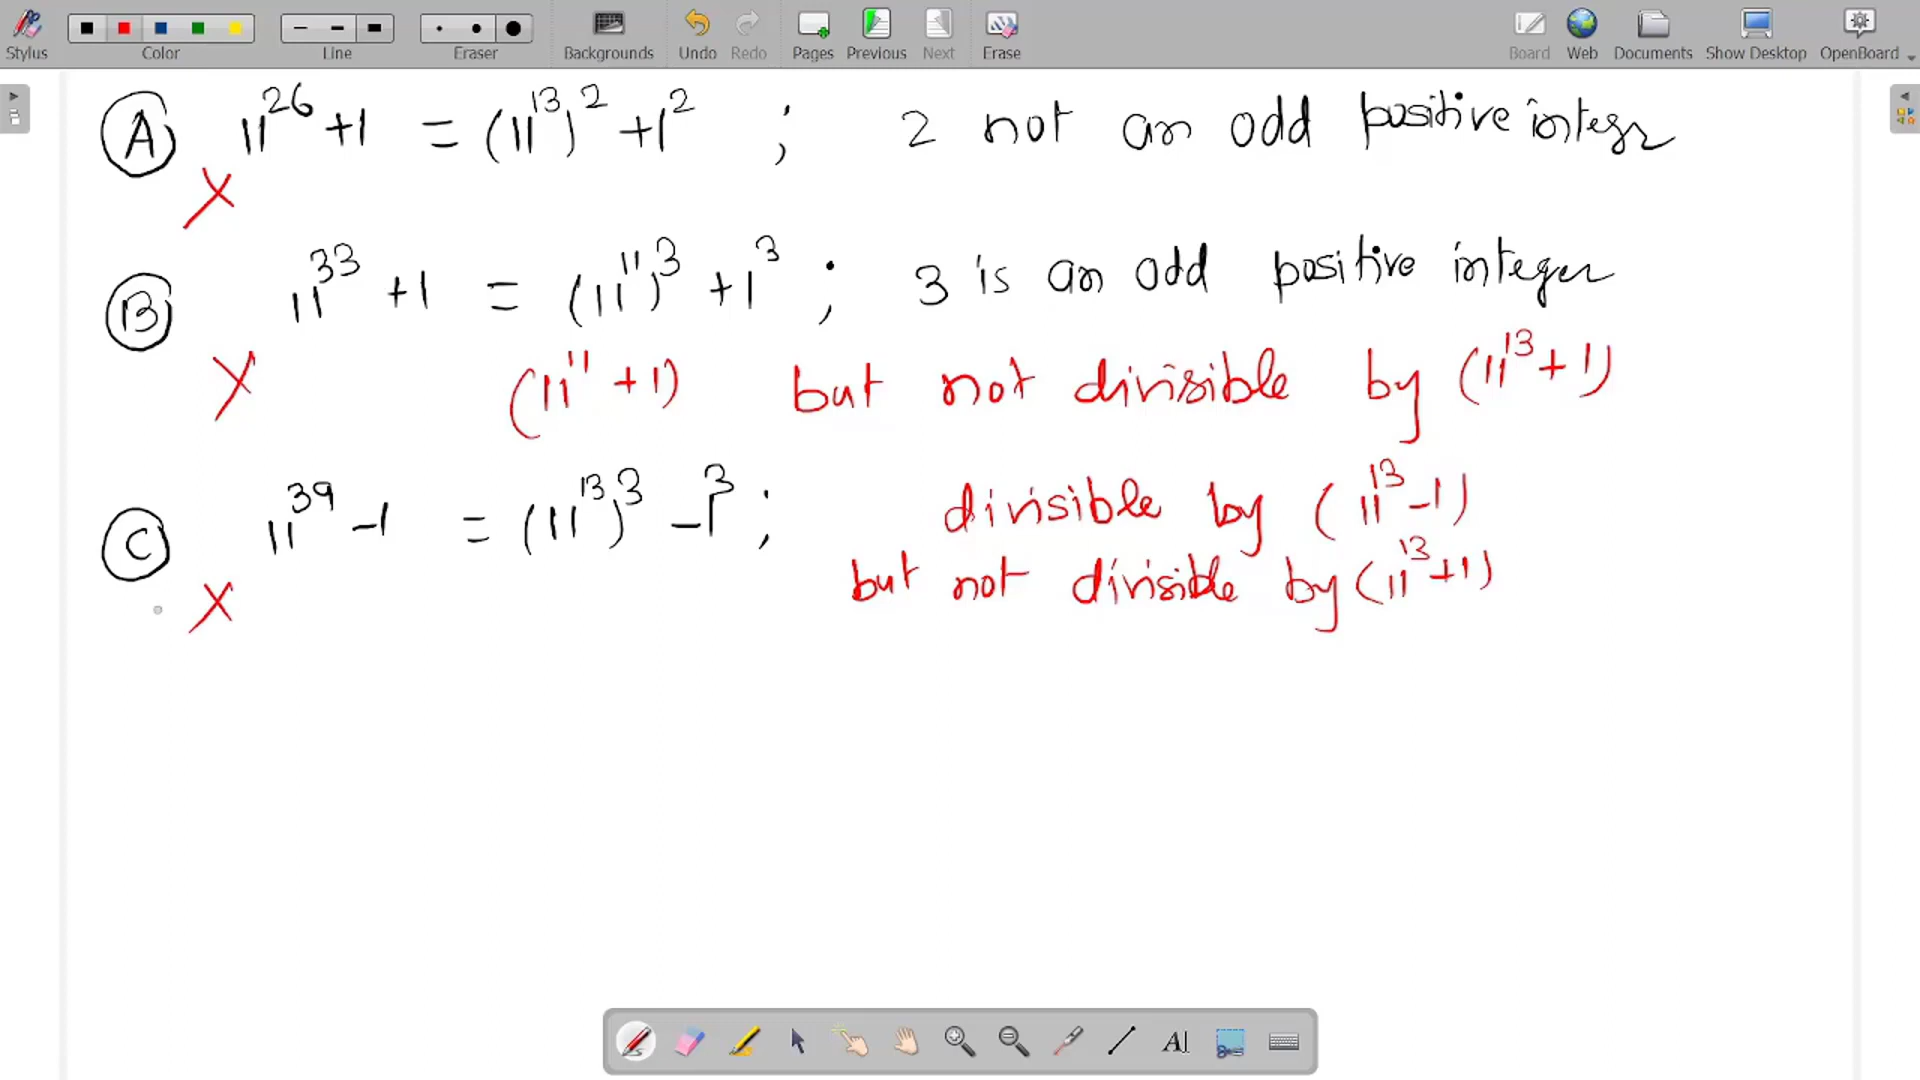 Stylus Color Line Eraser Backgrounds Undo Redo Pages Previous Next Erase Board Web Documents Show Desktop OpenBoard
(A) 11^26 +1 = (11^13)^2 +1^2 ; 2 not an odd positive integr
X
(B) 11^33 +1 = (11^11)^3 +1^3 ; 3 is an odd positive integer
X (11^11 +1) but not divisible by (11^13 +1)
(C) 11^39 -1 = (11^13)^3 -1^3 ; divisible by (11^13 -1)
X but not divisible by (11^13 +1)